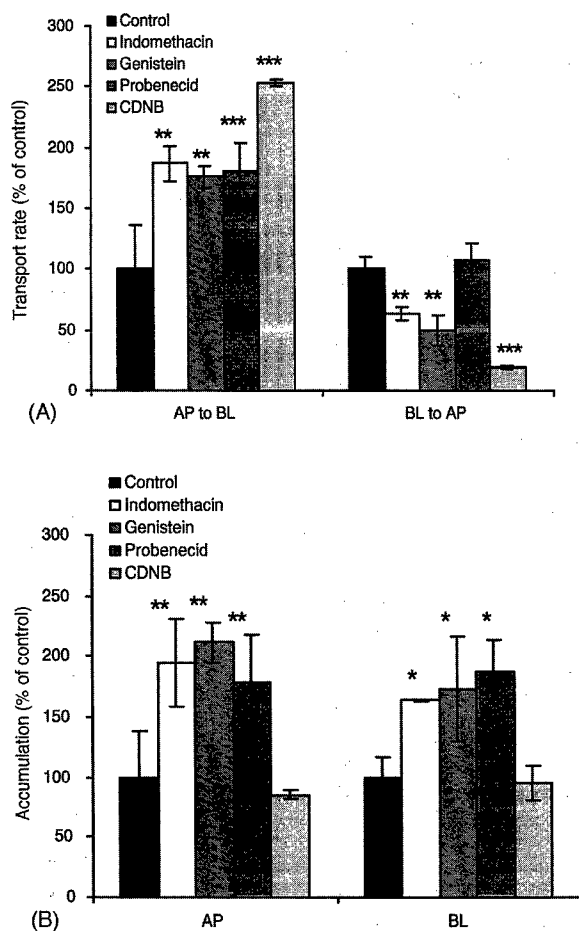 Control
Indomethacin
Genistein
Probenecid
CDNB
300
250
200
150
100
50
0
Transport rate (% of control)
** ** *** ***
** ** ***
AP to BL BL to AP
(A)
Control
Indomethacin
Genistein
Probenecid
CDNB
300
250
200
150
100
50
0
Accumulation (% of control)
** ** **
* * *
AP BL
(B)